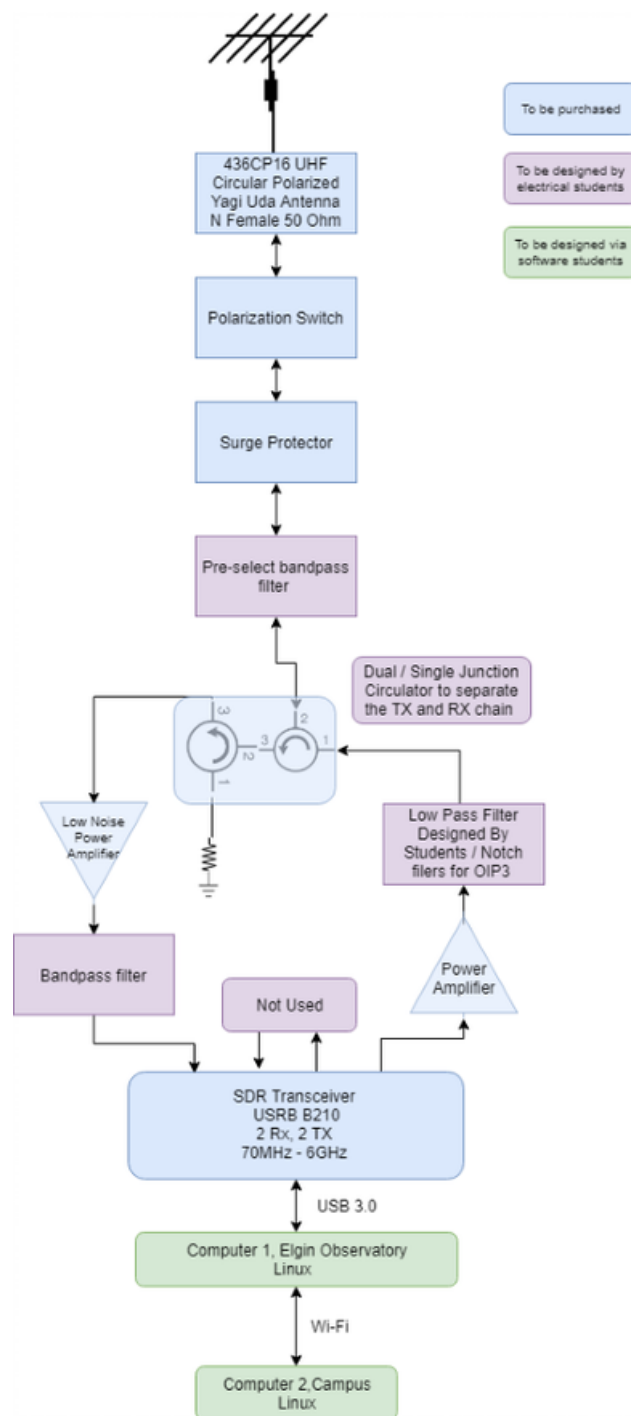 To be purchased
To be designed by
electrical students
To be designed via
software students
436CP16 UHF
Circular Polarized
Yagi Uda Antenna
N Female 50 Ohm
Polarization Switch
Surge Protector
Pre-select bandpass
filter
Dual / Single Junction
Circulator to separate
the TX and RX chain
3
2
1
2
3
1
Low Noise
Power
Amplifier
Low Pass Filter
Designed By
Students / Notch
filers for OIP3
Bandpass filter
Power
Amplifier
Not Used
SDR Transceiver
USRB B210
2 Rx, 2 TX
70MHz - 6GHz
USB 3.0
Computer 1, Elgin Observatory
Linux
Wi-Fi
Computer 2,Campus
Linux